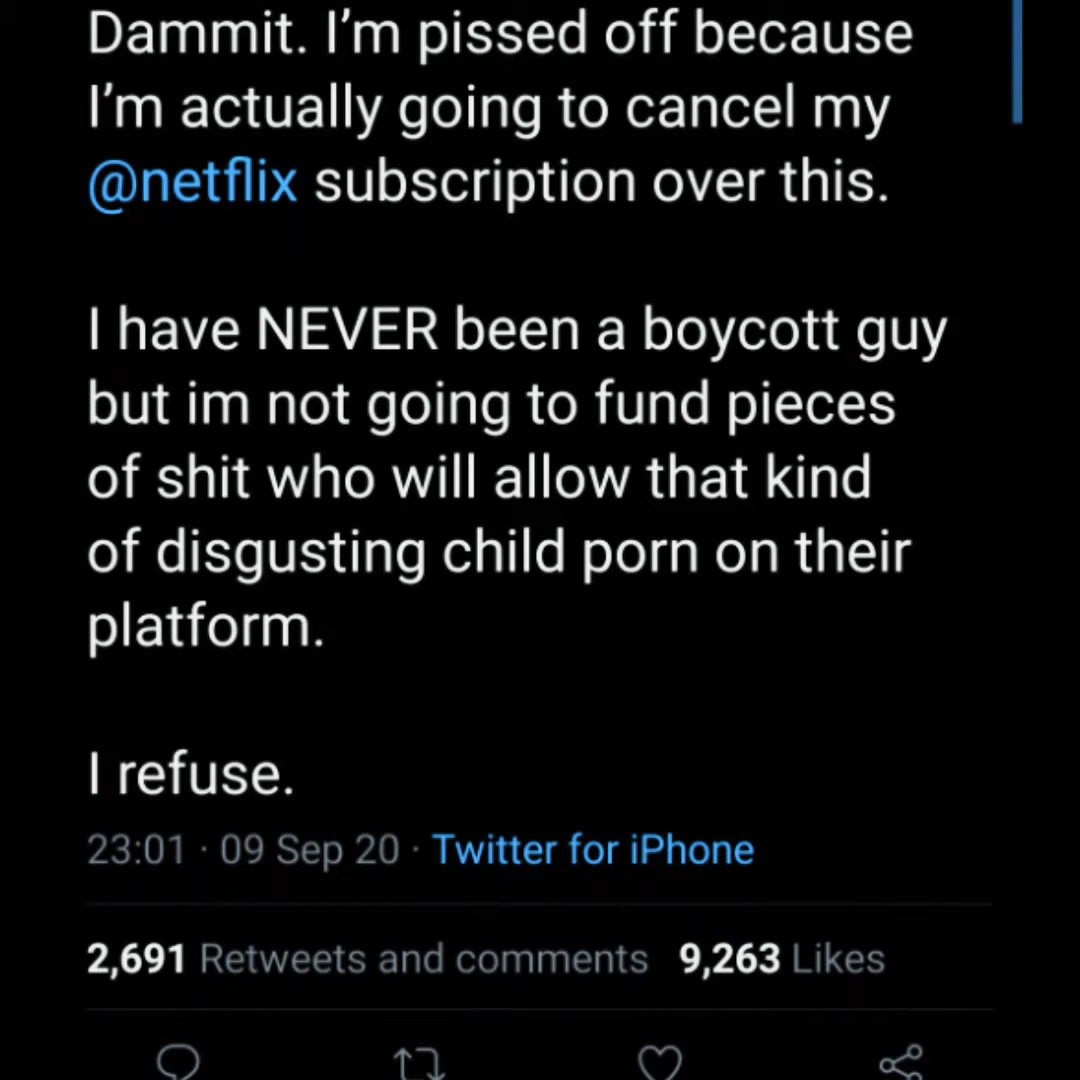 Dammit. I'm pissed off because
I'm actually going to cancel my
@netflix subscription over this.
I have NEVER been a boycott guy
but im not going to fund pieces
of shit who will allow that kind
of disgusting child porn on their
platform.
I refuse.
23:01 · 09 Sep 20 · Twitter for iPhone
2,691 Retweets and comments 9,263 Likes